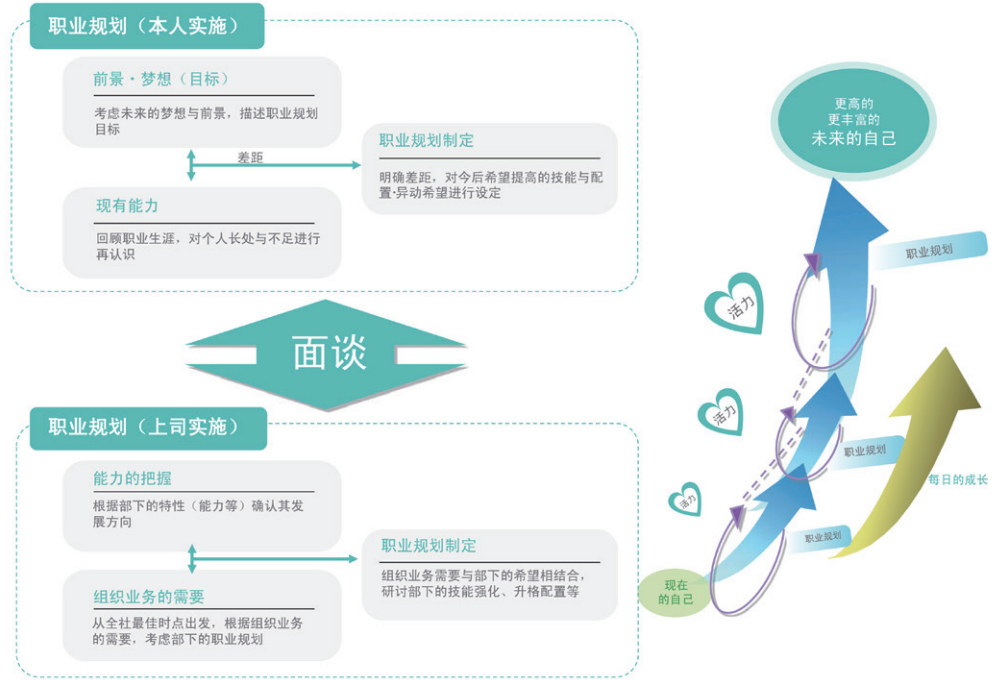 职业规划（本人实施）
前景·梦想（目标）
考虑未来的梦想与前景，描述职业规划
目标
差距
现有能力
回顾职业生涯，对个人长处与不足进行
再认识
职业规划制定
明确差距，对今后希望提高的技能与配
置·异动希望进行设定
面谈
职业规划（上司实施）
能力的把握
根据部下的特性（能力等）确认其发
展方向
组织业务的需要
从全社最佳时点出发，根据组织业务
的需要，考虑部下的职业规划
职业规划制定
组织业务需要与部下的希望相结合，
研讨部下的技能强化、升格配置等
更高的
更丰富的
未来的自己
职业规划
活力
活力
职业规划
每日的成长
活力
职业规划
现在
的自己